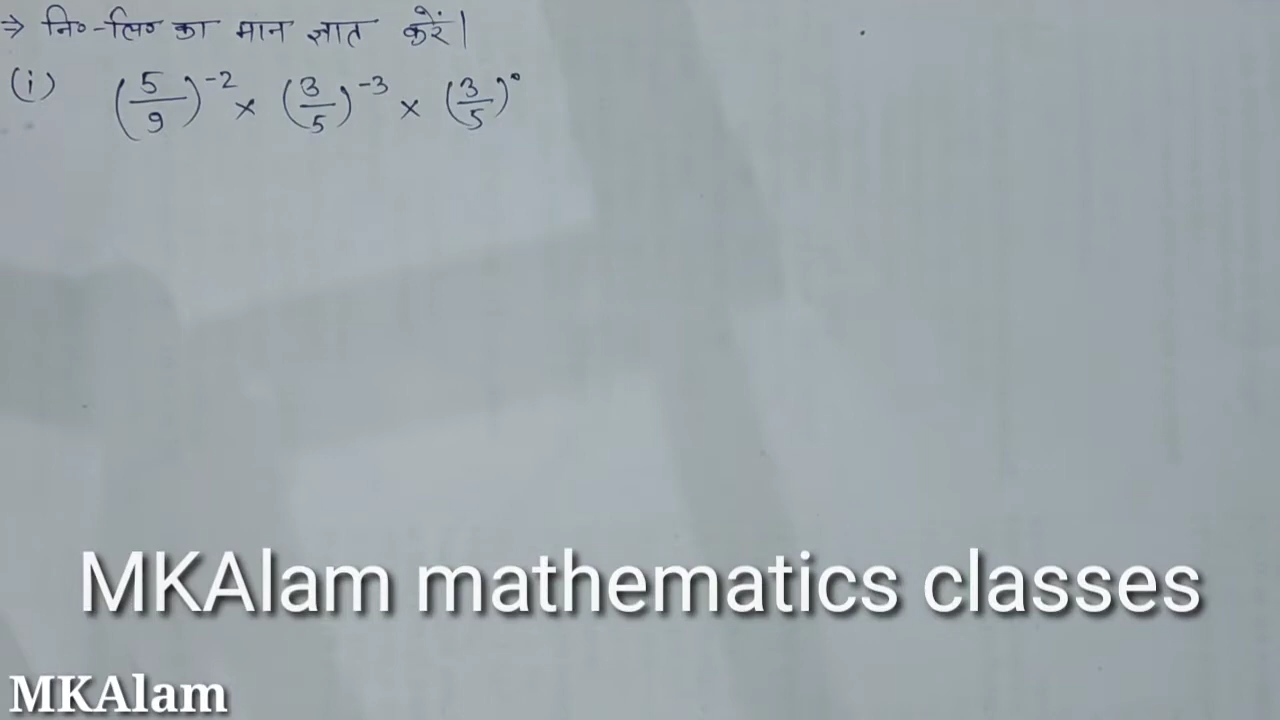 ⇒ नि०-लि० का मान ज्ञात करें।
(i) (5/9)^-2 × (3/5)^-3 × (3/5)^0
MKAlam mathematics classes
MKAlam